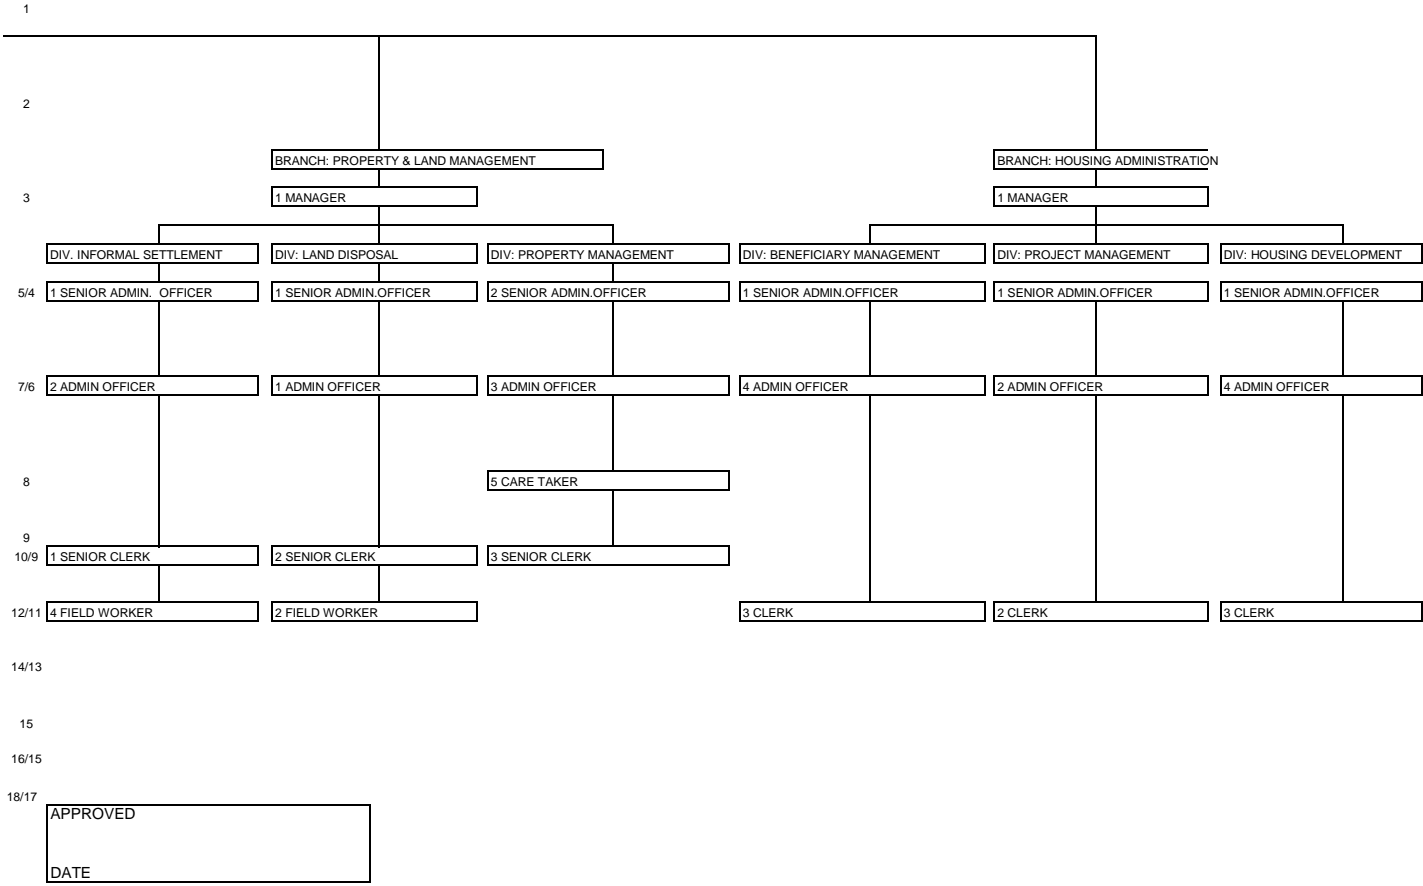 1
2
BRANCH: PROPERTY & LAND MANAGEMENT BRANCH: HOUSING ADMINISTRATION
3 1 MANAGER 1 MANAGER
DIV. INFORMAL SETTLEMENT DIV: LAND DISPOSAL DIV: PROPERTY MANAGEMENT DIV: BENEFICIARY MANAGEMENT DIV: PROJECT MANAGEMENT DIV: HOUSING DEVELOPMENT
5/4 1 SENIOR ADMIN. OFFICER 1 SENIOR ADMIN.OFFICER 2 SENIOR ADMIN.OFFICER 1 SENIOR ADMIN.OFFICER 1 SENIOR ADMIN.OFFICER 1 SENIOR ADMIN.OFFICER
7/6 2 ADMIN OFFICER 1 ADMIN OFFICER 3 ADMIN OFFICER 4 ADMIN OFFICER 2 ADMIN OFFICER 4 ADMIN OFFICER
8 5 CARE TAKER
9
10/9 1 SENIOR CLERK 2 SENIOR CLERK 3 SENIOR CLERK
12/11 4 FIELD WORKER 2 FIELD WORKER 3 CLERK 2 CLERK 3 CLERK
14/13
15
16/15
18/17
APPROVED
DATE